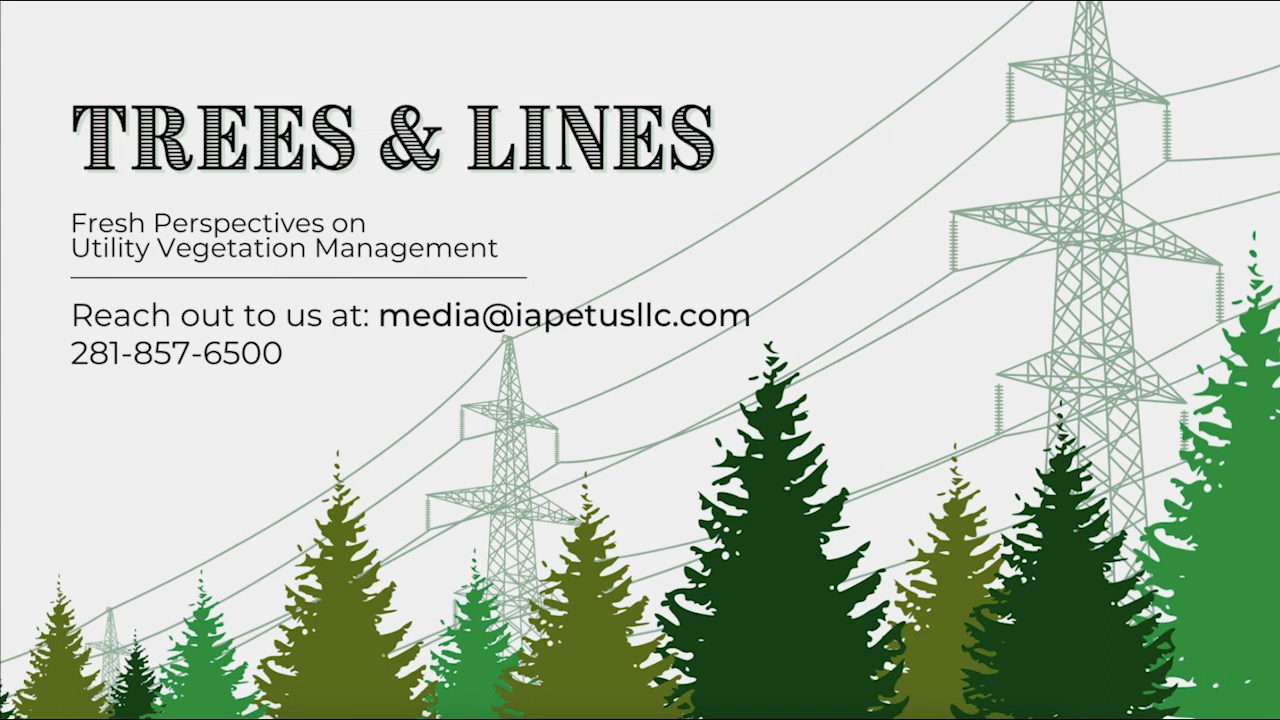 TREES & LINES
Fresh Perspectives on
Utility Vegetation Management
Reach out to us at: media@iapetusllc.com
281-857-6500